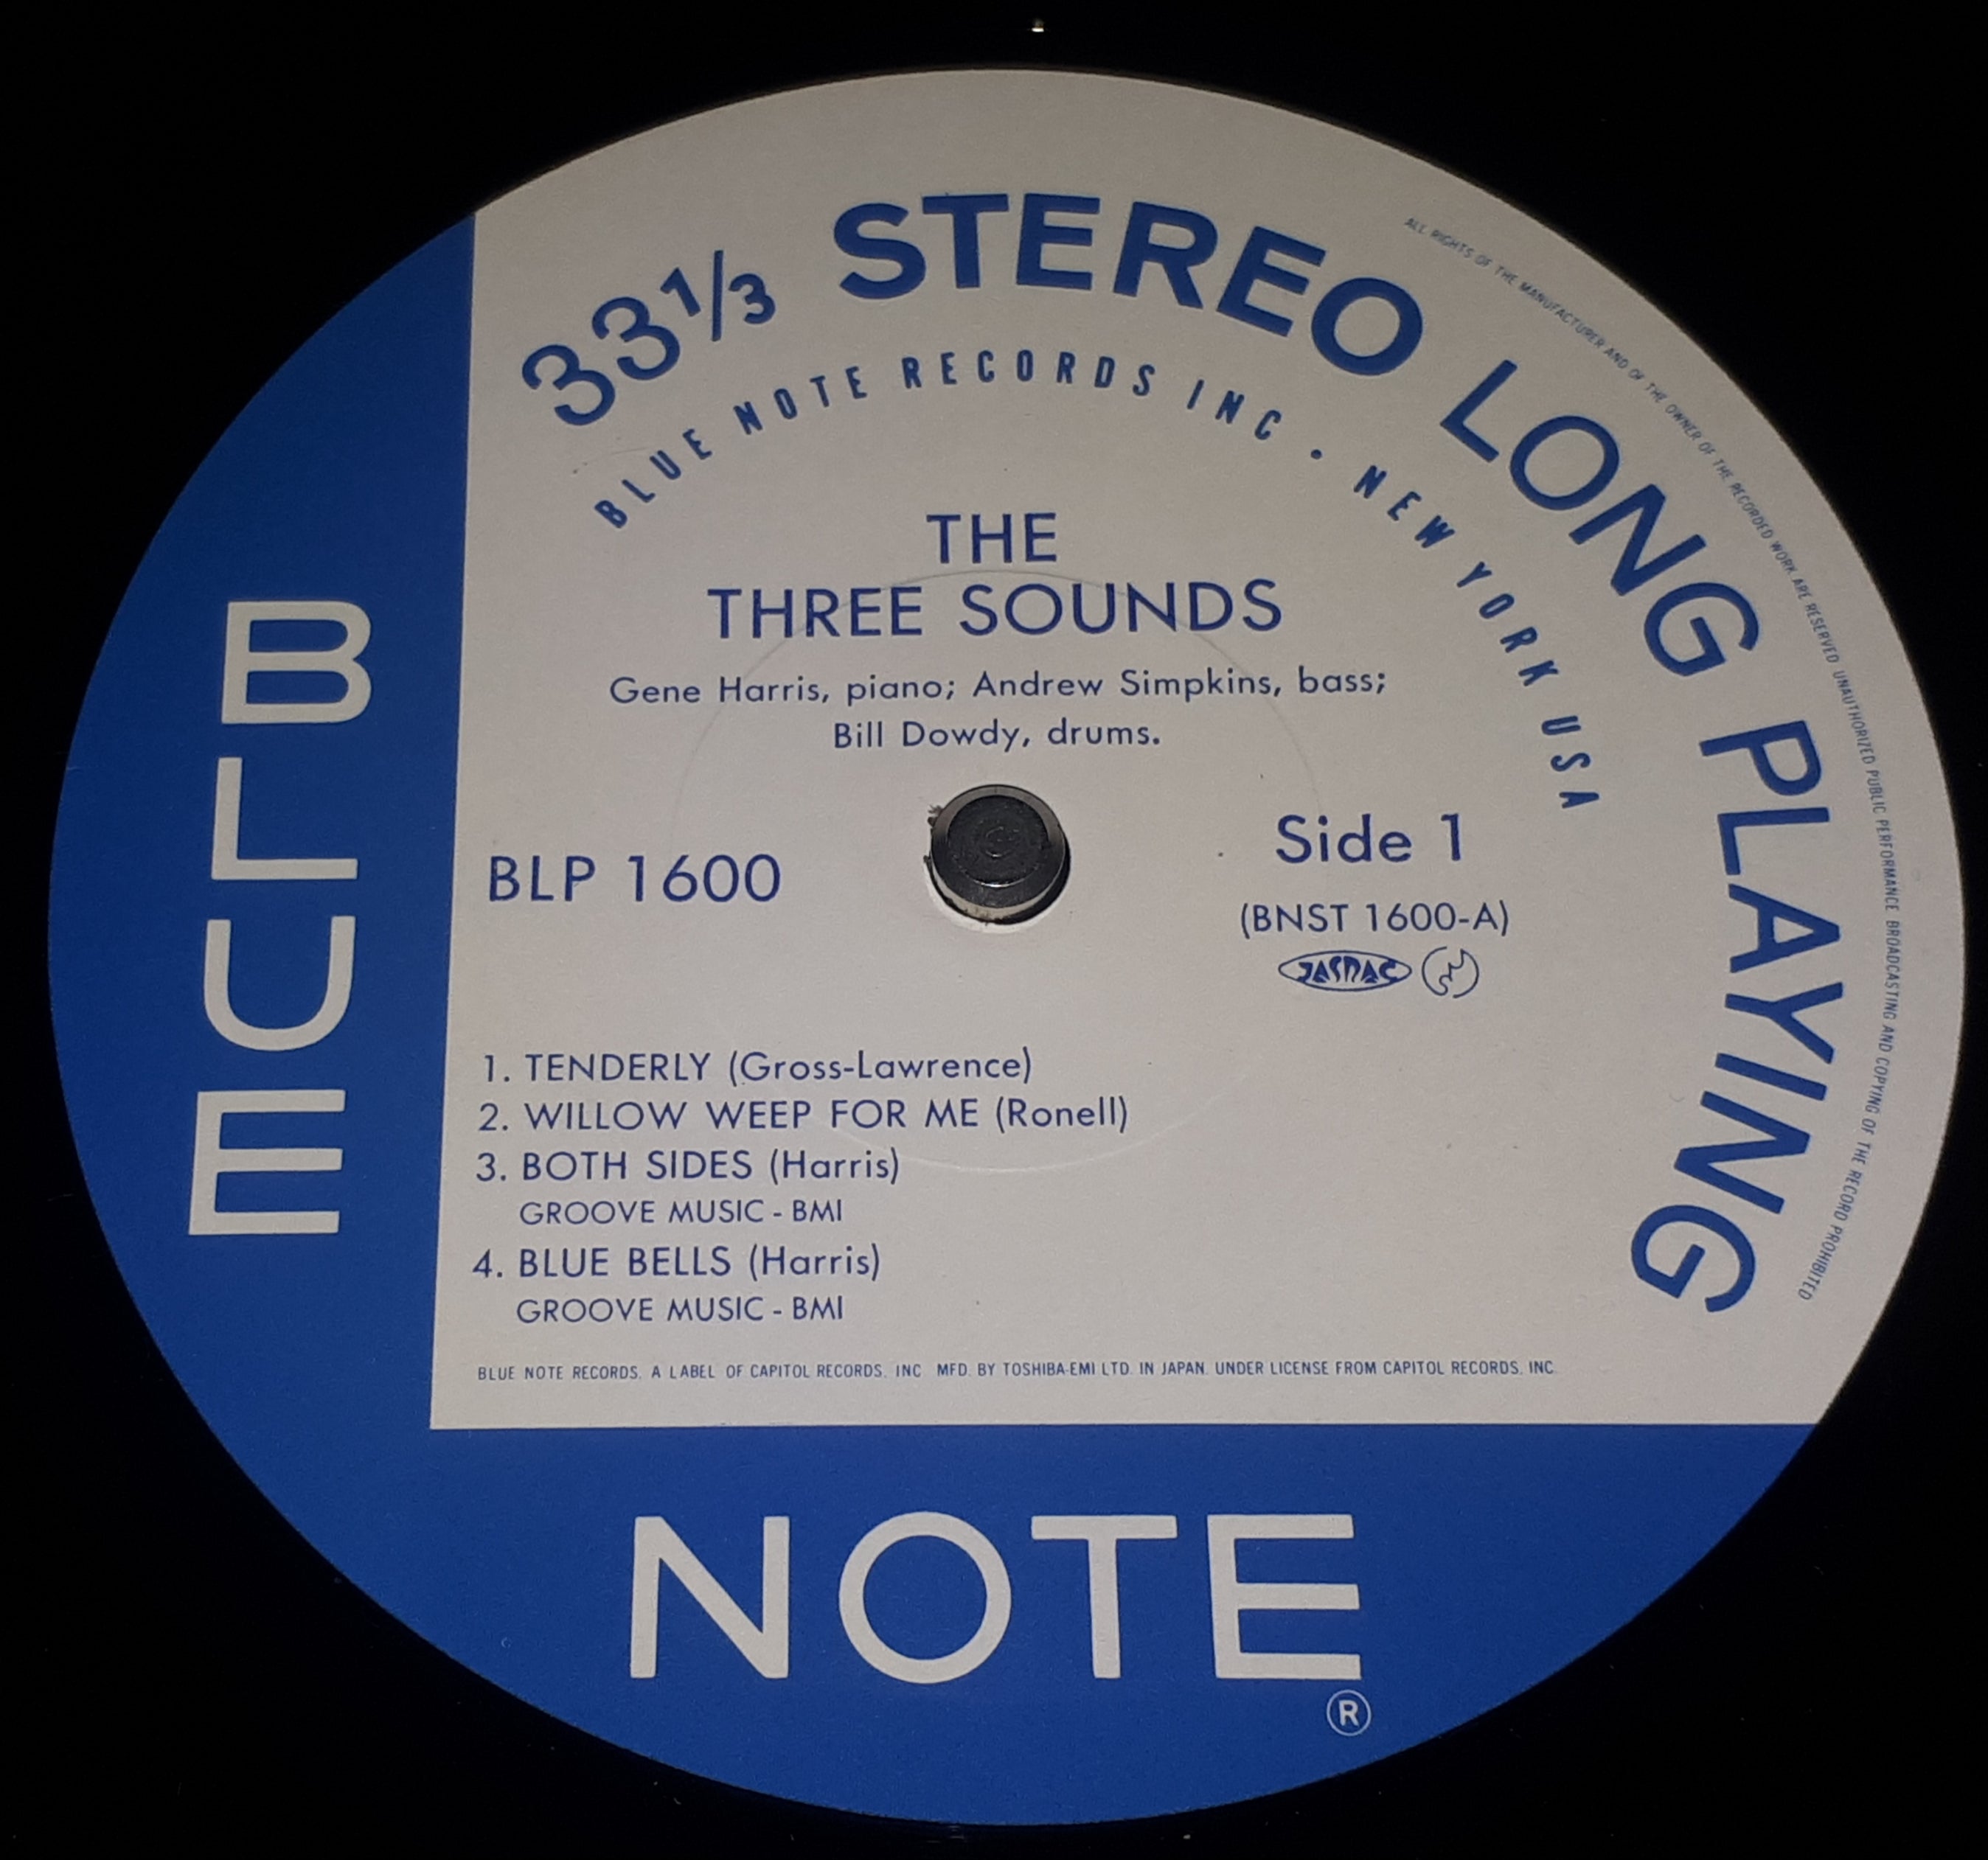 33⅓ STEREO LONG PLAYING
BLUE NOTE RECORDS INC • NEW YORK USA
ALL RIGHTS OF THE MANUFACTURER AND OF THE OWNER OF THE RECORDED WORK ARE RESERVED UNAUTHORIZED PUBLIC PERFORMANCE BROADCASTING AND COPYING OF THE RECORD PROHIBITED
THE
THREE SOUNDS
Gene Harris, piano; Andrew Simpkins, bass;
Bill Dowdy, drums.
BLP 1600
Side 1
(BNST 1600-A)
JASRAC
1. TENDERLY (Gross-Lawrence)
2. WILLOW WEEP FOR ME (Ronell)
3. BOTH SIDES (Harris)
GROOVE MUSIC - BMI
4. BLUE BELLS (Harris)
GROOVE MUSIC - BMI
BLUE NOTE RECORDS. A LABEL OF CAPITOL RECORDS, INC MFD. BY TOSHIBA-EMI LTD. IN JAPAN. UNDER LICENSE FROM CAPITOL RECORDS, INC.
BLUE
NOTE
®